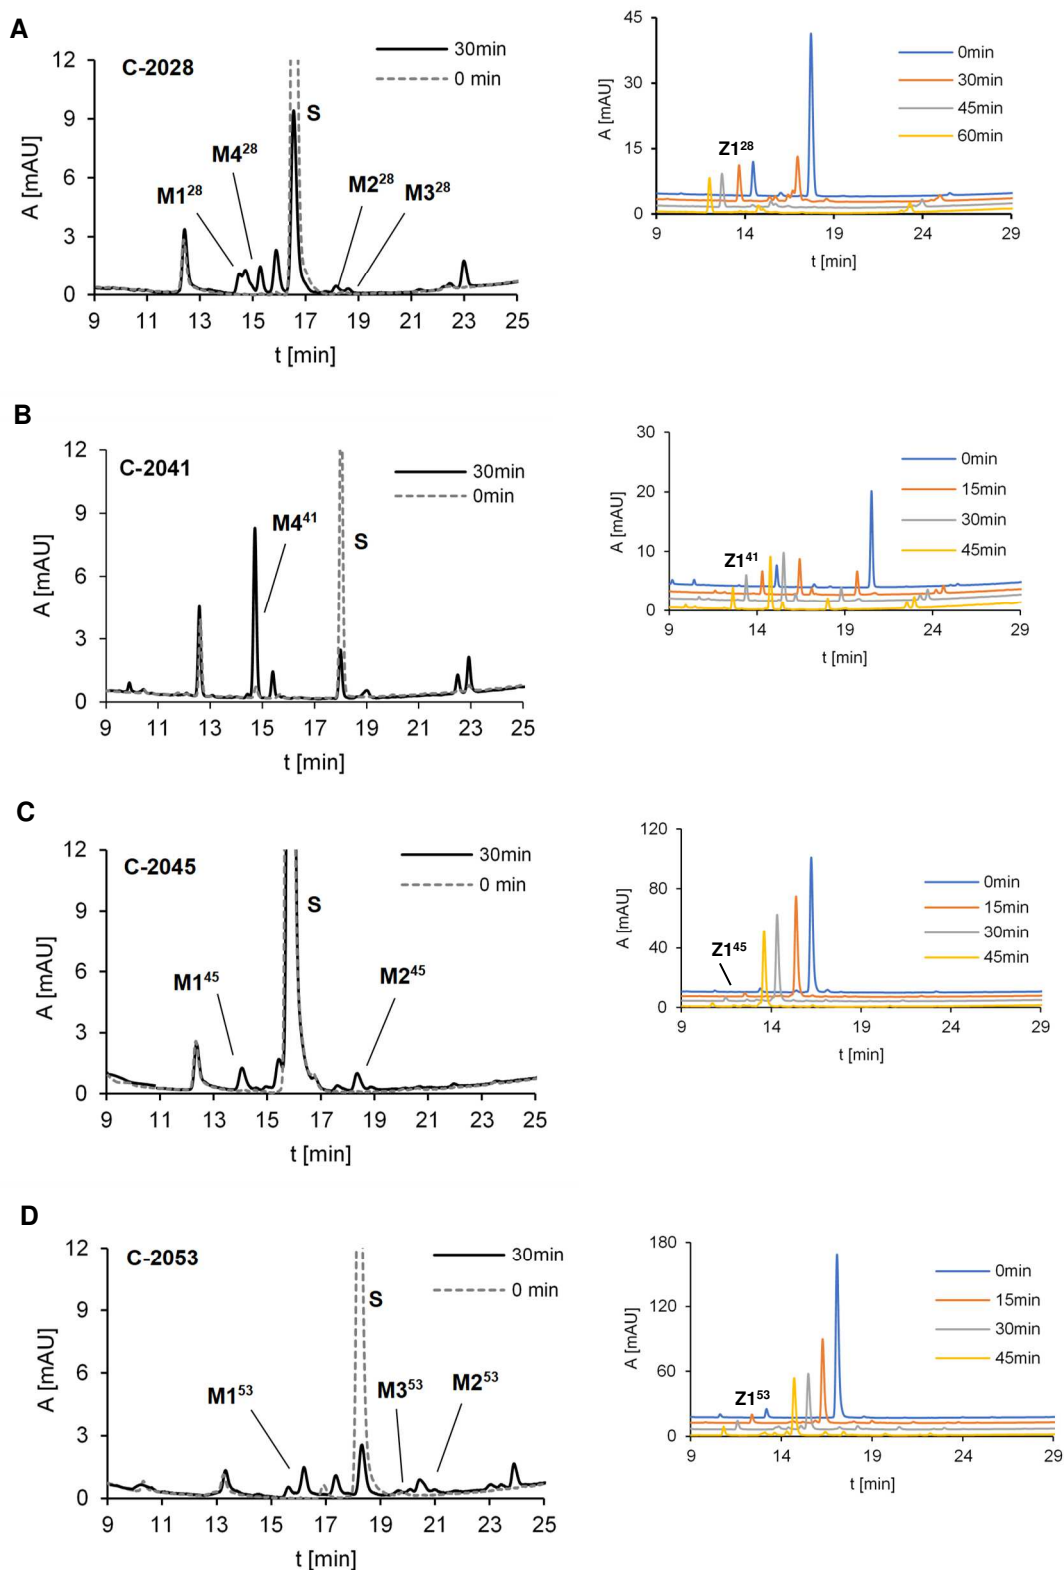 A
C-2028
30min
0 min
S
M4²⁸
M1²⁸
M2²⁸
M3²⁸
A [mAU]
12
9
6
3
0
9 11 13 15 17 19 21 23 25
t [min]
45
30
15
0
A [mAU]
0min
30min
45min
60min
Z1²⁸
9 14 19 24 29
t [min]
B
C-2041
30min
0min
S
M4⁴¹
A [mAU]
12
9
6
3
0
9 11 13 15 17 19 21 23 25
t [min]
30
20
10
0
A [mAU]
0min
15min
30min
45min
Z1⁴¹
9 14 19 24 29
t [min]
C
C-2045
30min
0 min
S
M1⁴⁵
M2⁴⁵
A [mAU]
12
9
6
3
0
9 11 13 15 17 19 21 23 25
t [min]
120
80
40
0
A [mAU]
0min
15min
30min
45min
Z1⁴⁵
9 14 19 24 29
t [min]
D
C-2053
30min
0 min
S
M1⁵³
M3⁵³
M2⁵³
A [mAU]
12
9
6
3
0
9 11 13 15 17 19 21 23 25
t [min]
180
120
60
0
A [mAU]
0min
15min
30min
45min
Z1⁵³
9 14 19 24 29
t [min]